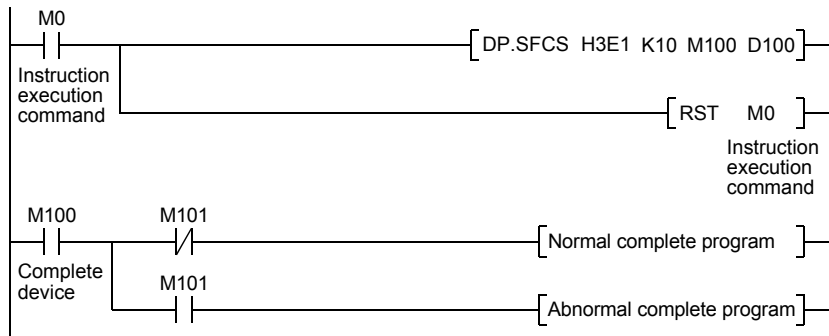 M0
DP.SFCS H3E1 K10 M100 D100
Instruction
execution
command
RST M0
Instruction
execution
command
M100 M101
Normal complete program
Complete
device
M101
Abnormal complete program